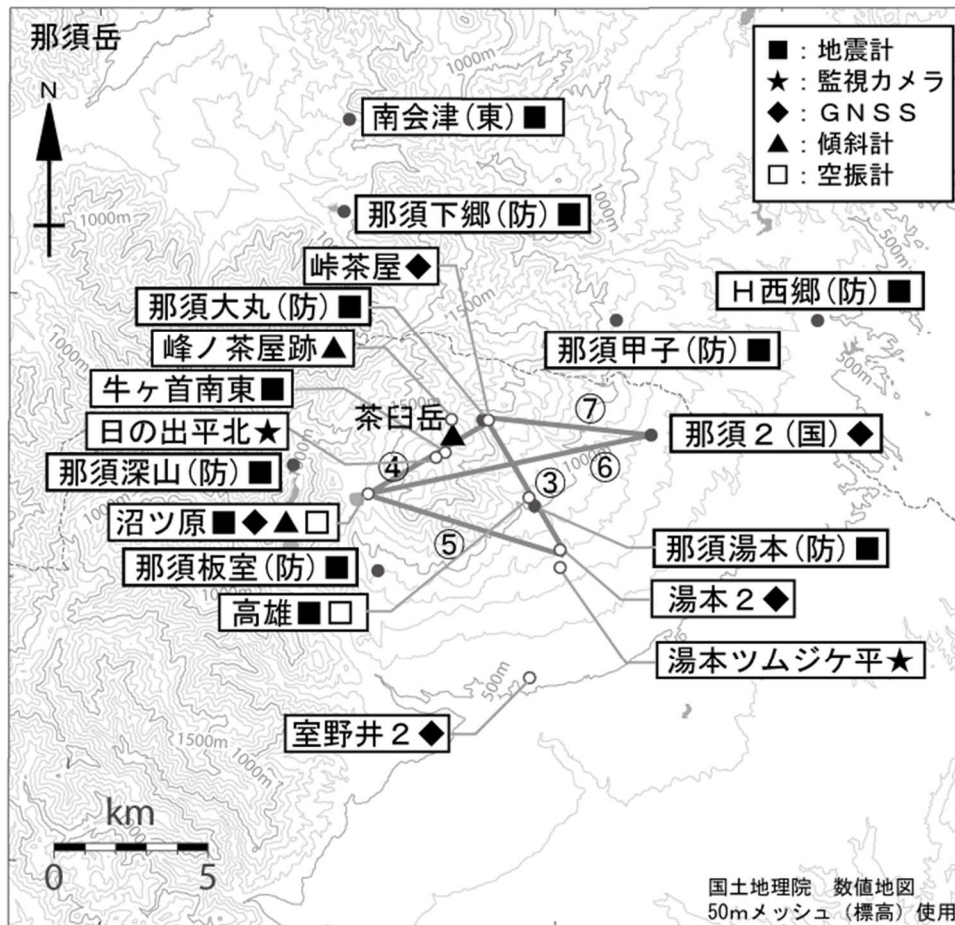 那須岳
N
■：地震計
★：監視カメラ
◆：ＧＮＳＳ
▲：傾斜計
□：空振計
1000m
南会津(東)■
1000m
那須下郷(防)■
500m
峠茶屋◆
1500m
Ｈ西郷(防)■
那須大丸(防)■
那須甲子(防)■
峰ノ茶屋跡▲
500m
牛ヶ首南東■
1500m
茶臼岳
⑦
日の出平北★
那須２(国)◆
那須深山(防)■
④
1000m
⑥
③
沼ツ原■◆▲□
⑤
那須湯本(防)■
那須板室(防)■
1000m
湯本２◆
高雄■□
湯本ツムジケ平★
500m
室野井２◆
1500m
1000m
km
0 5
国土地理院　数値地図
50mメッシュ（標高）使用